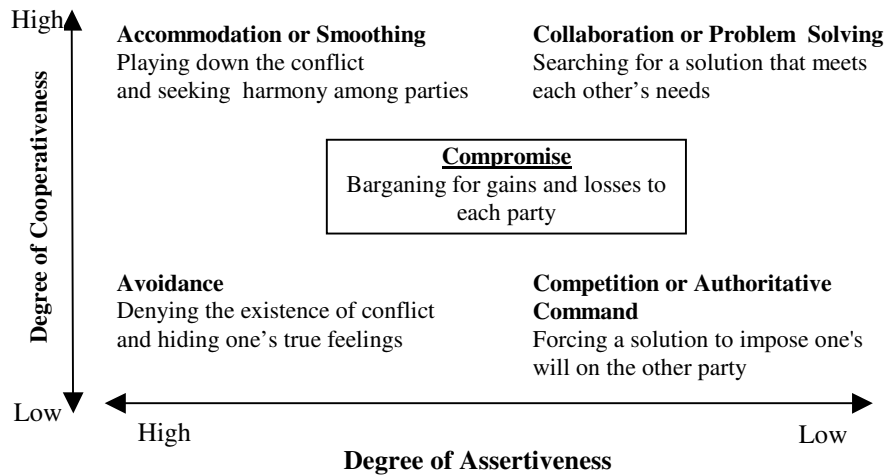 High
Accommodation or Smoothing
Playing down the conflict
and seeking harmony among parties
Collaboration or Problem Solving
Searching for a solution that meets
each other's needs
Compromise
Barganing for gains and losses to
each party
Degree of Cooperativeness
Avoidance
Denying the existence of conflict
and hiding one's true feelings
Competition or Authoritative
Command
Forcing a solution to impose one's
will on the other party
Low
High
Low
Degree of Assertiveness